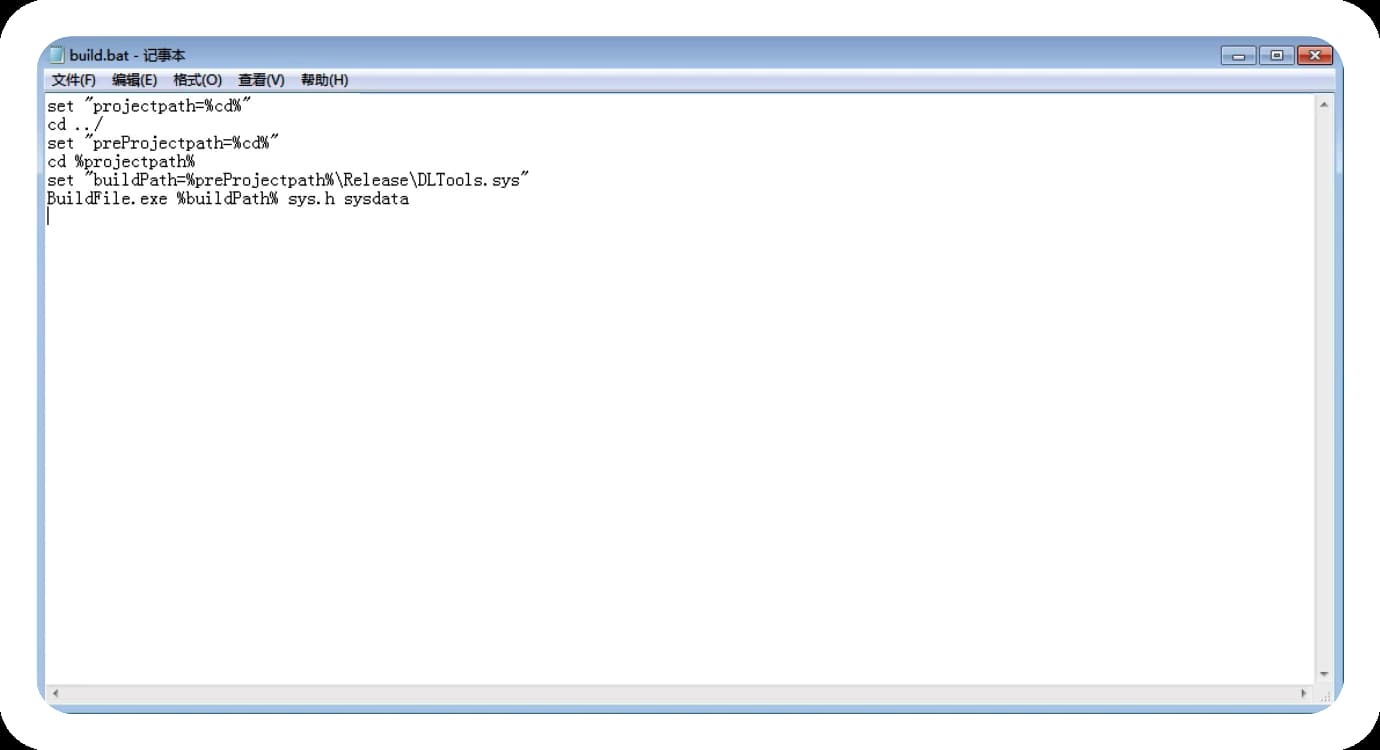 build.bat - 记事本
文件(F) 编辑(E) 格式(O) 查看(V) 帮助(H)
set "projectpath=%cd%"
cd ../
set "preProjectpath=%cd%"
cd %projectpath%
set "buildPath=%preProjectpath%\Release\DLTools.sys"
BuildFile.exe %buildPath% sys.h sysdata